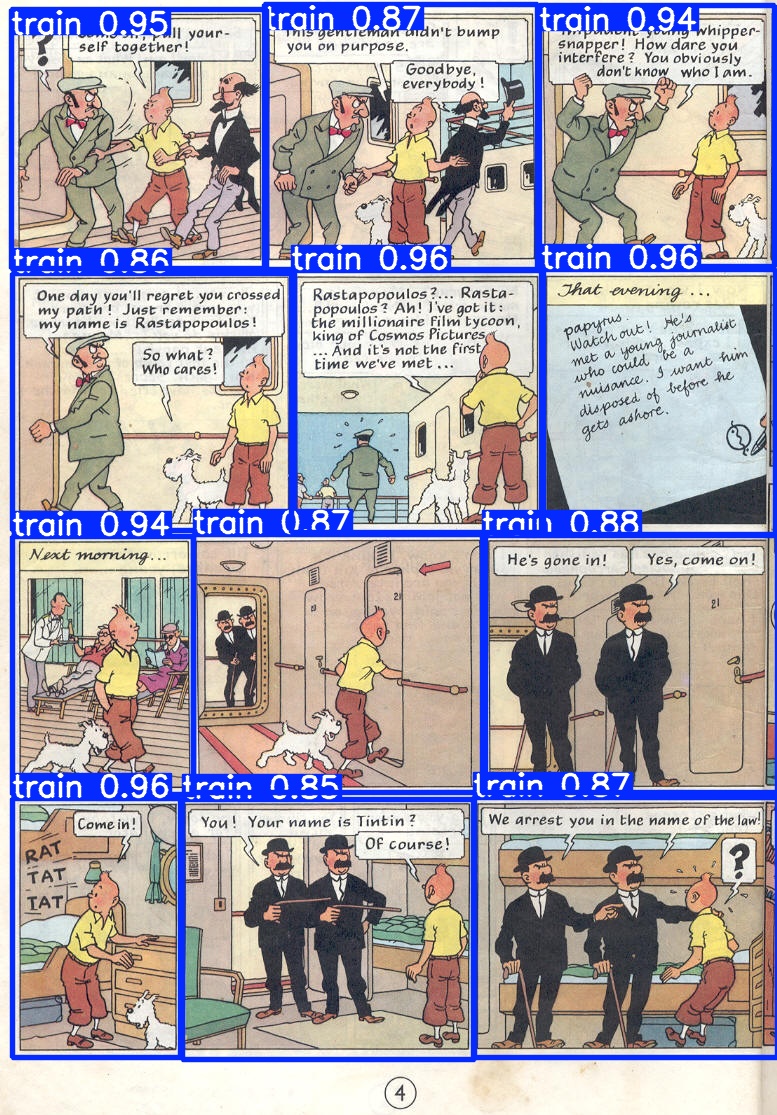 train 0.95
?
pull your-
self together!
train 0.87
This gentleman didn't bump
you on purpose.
Goodbye,
everybody!
train 0.94
young whipper-
snapper! How dare you
interfere? You obviously
don't know who I am.
train 0.86
One day you'll regret you crossed
my path! Just remember:
my name is Rastapopoulos!
So what?
Who cares!
train 0.96
Rastapopoulos?... Rasta-
popoulos? Ah! I've got it:
the millionaire film tycoon,
king of Cosmos Pictures
... And it's not the first
time we've met...
train 0.96
That evening ...
papyrus.
Watch out! He's
met a young journalist
who could be a
nuisance. I want him
disposed of before he
gets ashore.
train 0.94
Next morning...
train 0.87
21
train 0.88
He's gone in!
Yes, come on!
21
train 0.96
Come in!
RAT
TAT
TAT
train 0.85
You! Your name is Tintin?
Of course!
train 0.87
We arrest you in the name of the law!
?
4